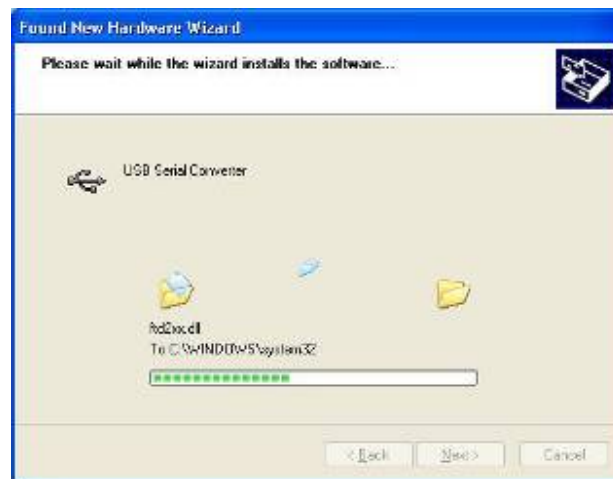 Found New Hardware Wizard
Please wait while the wizard installs the software...
USB Serial Converter
ftd2xx.dll
To C:\WINDOWS\system32
< Back
Next >
Cancel